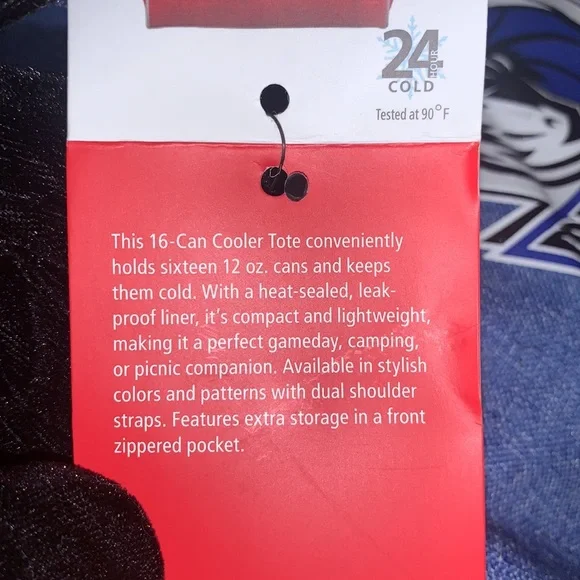 24
HOUR
COLD
Tested at 90°F
This 16-Can Cooler Tote conveniently
holds sixteen 12 oz. cans and keeps
them cold. With a heat-sealed, leak-
proof liner, it's compact and lightweight,
making it a perfect gameday, camping,
or picnic companion. Available in stylish
colors and patterns with dual shoulder
straps. Features extra storage in a front
zippered pocket.